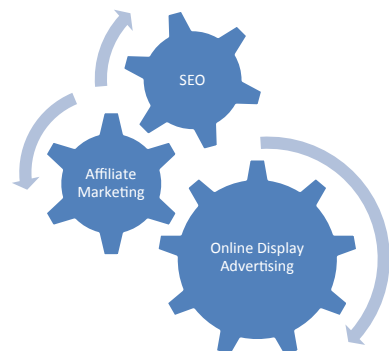 SEO
Affiliate
Marketing
Online Display
Advertising